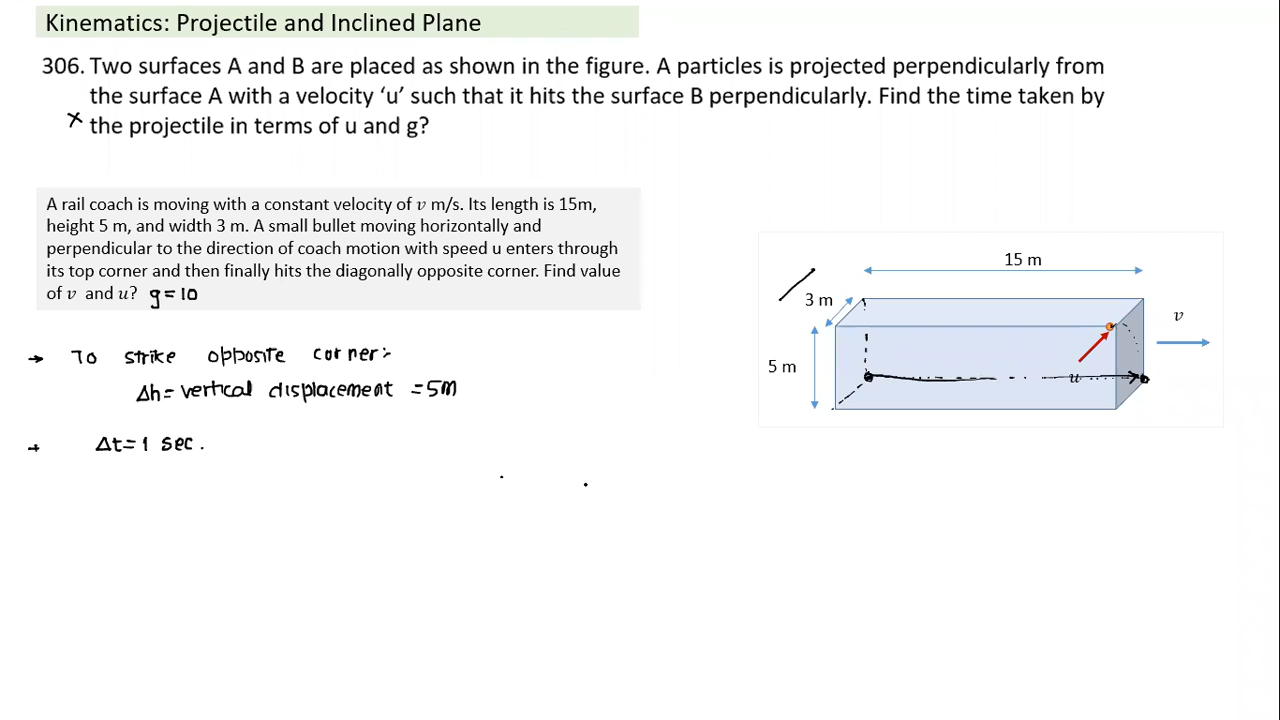 Kinematics: Projectile and Inclined Plane
306. Two surfaces A and B are placed as shown in the figure. A particles is projected perpendicularly from
the surface A with a velocity ‘u’ such that it hits the surface B perpendicularly. Find the time taken by
× the projectile in terms of u and g?
A rail coach is moving with a constant velocity of v m/s. Its length is 15m,
height 5 m, and width 3 m. A small bullet moving horizontally and
perpendicular to the direction of coach motion with speed u enters through
its top corner and then finally hits the diagonally opposite corner. Find value
of v and u? g=10
15 m
3 m
v
5 m
u
→ To strike opposite corner:-
Δh= vertical displacement =5m
→ Δt=1 sec.